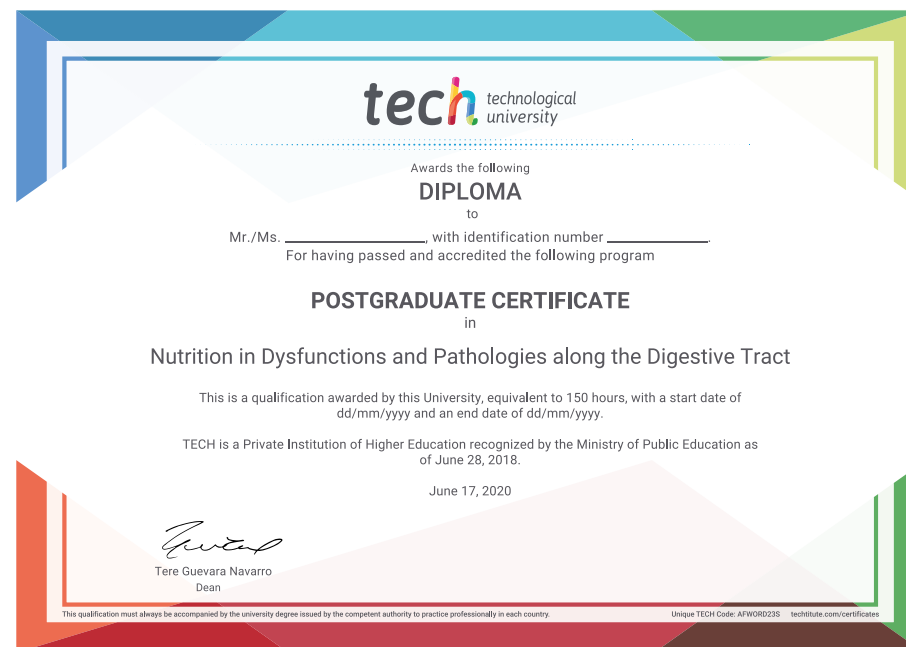 tech technological
university
Awards the following
DIPLOMA
to
Mr./Ms. ____________________, with identification number ______________.
For having passed and accredited the following program
POSTGRADUATE CERTIFICATE
in
Nutrition in Dysfunctions and Pathologies along the Digestive Tract
This is a qualification awarded by this University, equivalent to 150 hours, with a start date of
dd/mm/yyyy and an end date of dd/mm/yyyy.
TECH is a Private Institution of Higher Education recognized by the Ministry of Public Education as
of June 28, 2018.
June 17, 2020
Tere Guevara Navarro
Dean
This qualification must always be accompanied by the university degree issued by the competent authority to practice professionally in each country. Unique TECH Code: AFWORD23S techtitute.com/certificates